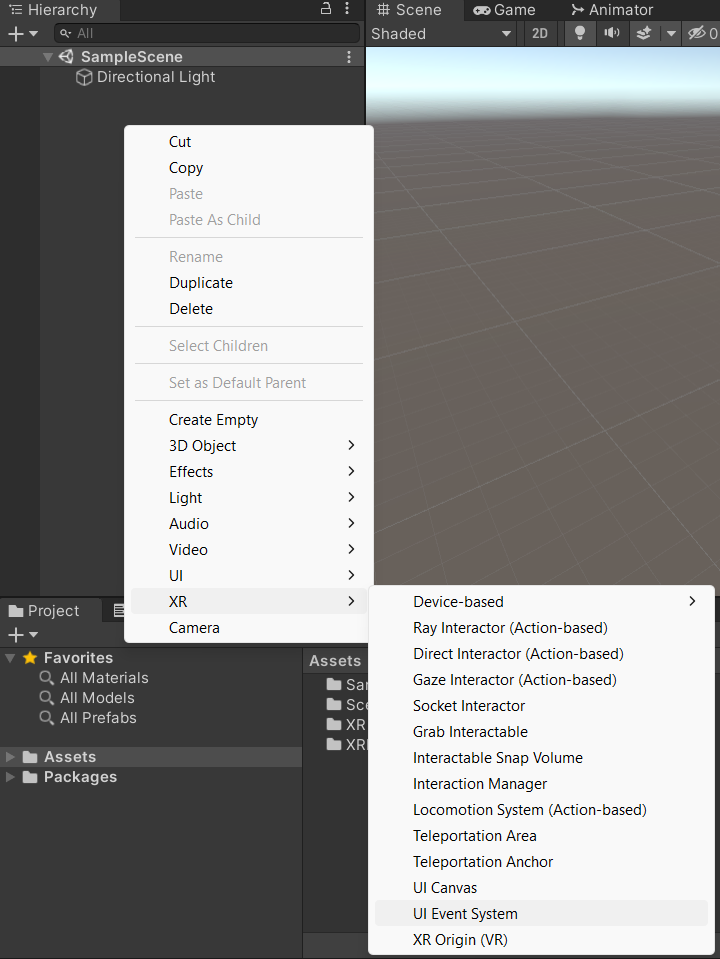 Hierarchy
All
SampleScene
Directional Light
Scene
Game
Animator
Shaded
2D
0
Cut
Copy
Paste
Paste As Child
Rename
Duplicate
Delete
Select Children
Set as Default Parent
Create Empty
3D Object
Effects
Light
Audio
Video
UI
XR
Camera
Device-based
Ray Interactor (Action-based)
Direct Interactor (Action-based)
Gaze Interactor (Action-based)
Socket Interactor
Grab Interactable
Interactable Snap Volume
Interaction Manager
Locomotion System (Action-based)
Teleportation Area
Teleportation Anchor
UI Canvas
UI Event System
XR Origin (VR)
Project
Favorites
All Materials
All Models
All Prefabs
Assets
Packages
Assets
XR